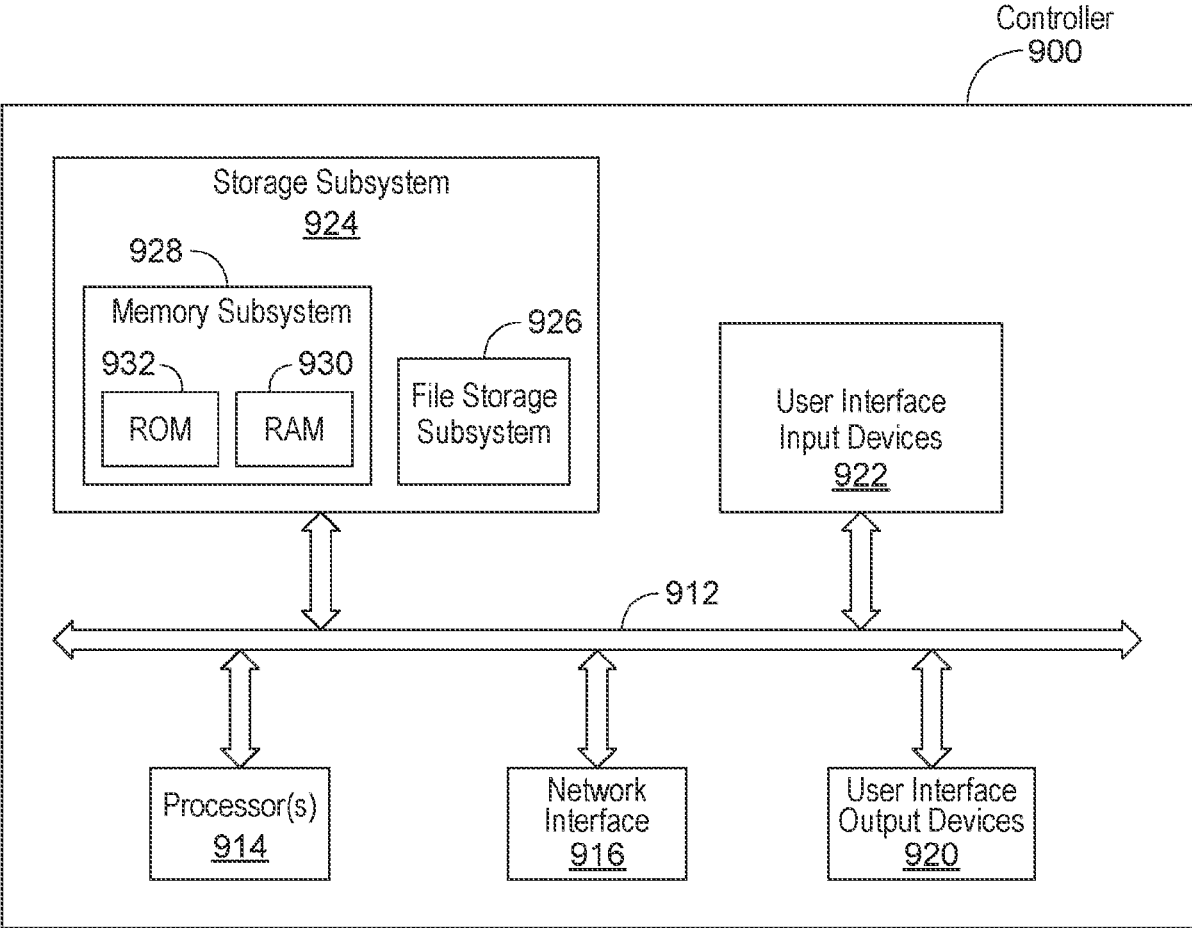 Controller
900
Storage Subsystem
924
928
Memory Subsystem
926
932
930
ROM
RAM
File Storage
Subsystem
User Interface
Input Devices
922
912
Processor(s)
914
Network
Interface
916
User Interface
Output Devices
920